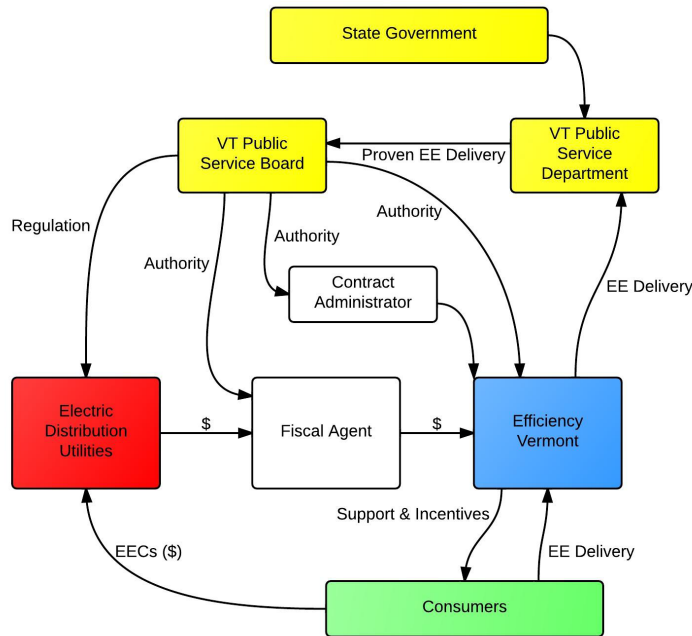 State Government
VT Public
Service Board
VT Public
Service
Department
Proven EE Delivery
Regulation
Authority
Authority
Authority
Contract
Administrator
EE Delivery
Electric
Distribution
Utilities
$
Fiscal Agent
$
Efficiency
Vermont
Support & Incentives
EECs ($)
EE Delivery
Consumers